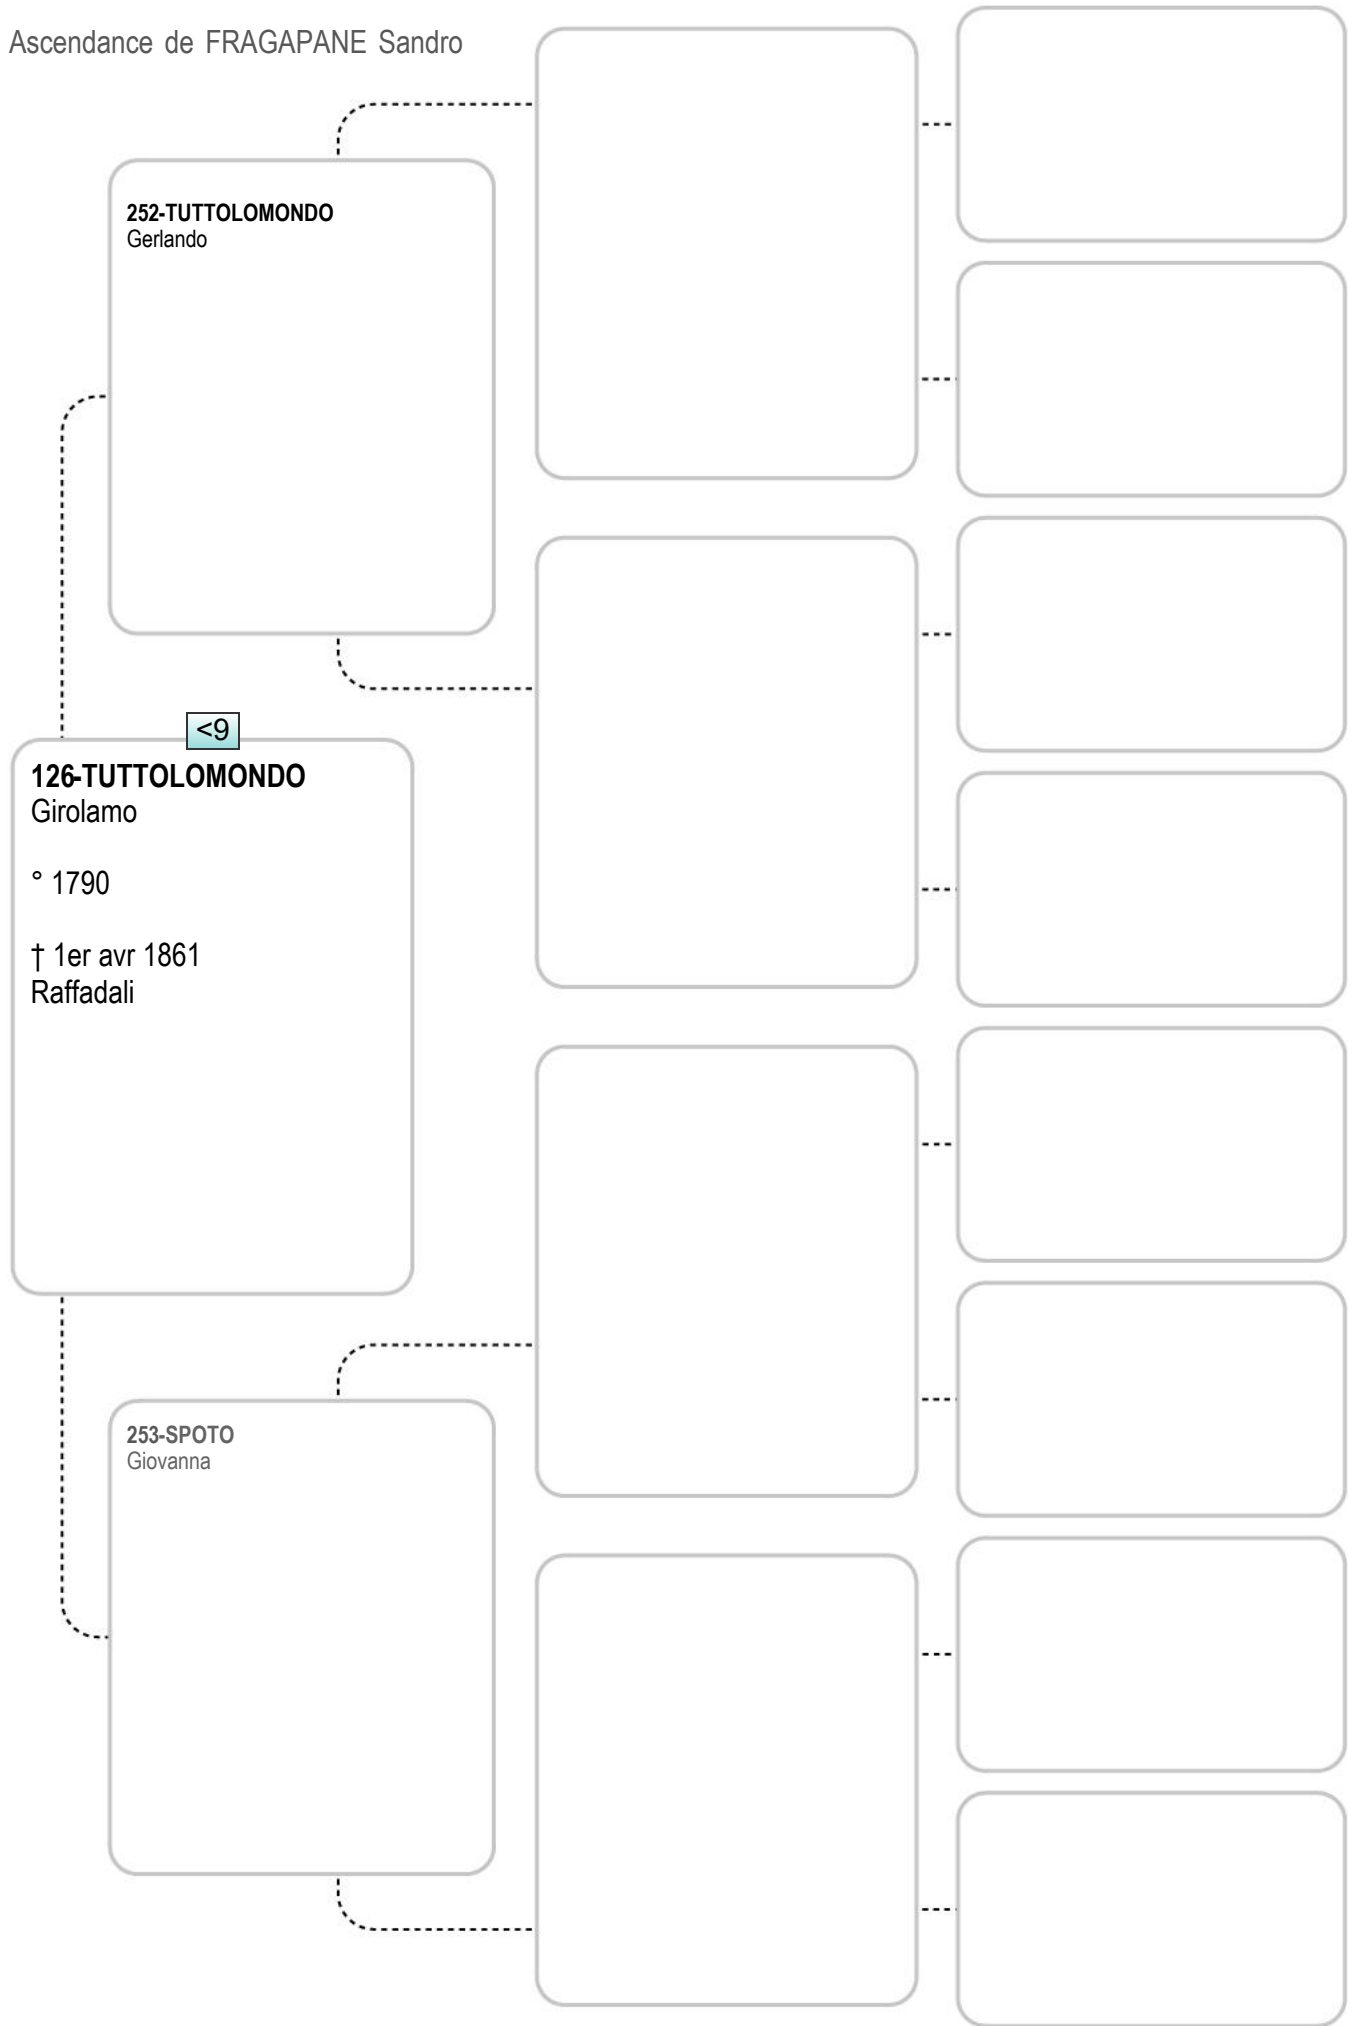 Ascendance de FRAGAPANE Sandro
252-TUTTOLOMONDO
Gerlando
<9
126-TUTTOLOMONDO
Girolamo
° 1790
† 1er avr 1861
Raffadali
253-SPOTO
Giovanna